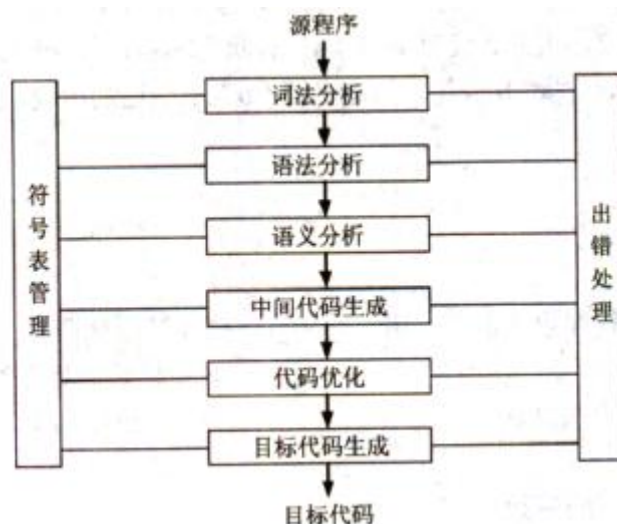 源程序
词法分析
语法分析
语义分析
中间代码生成
代码优化
目标代码生成
目标代码
符号表管理
出错处理